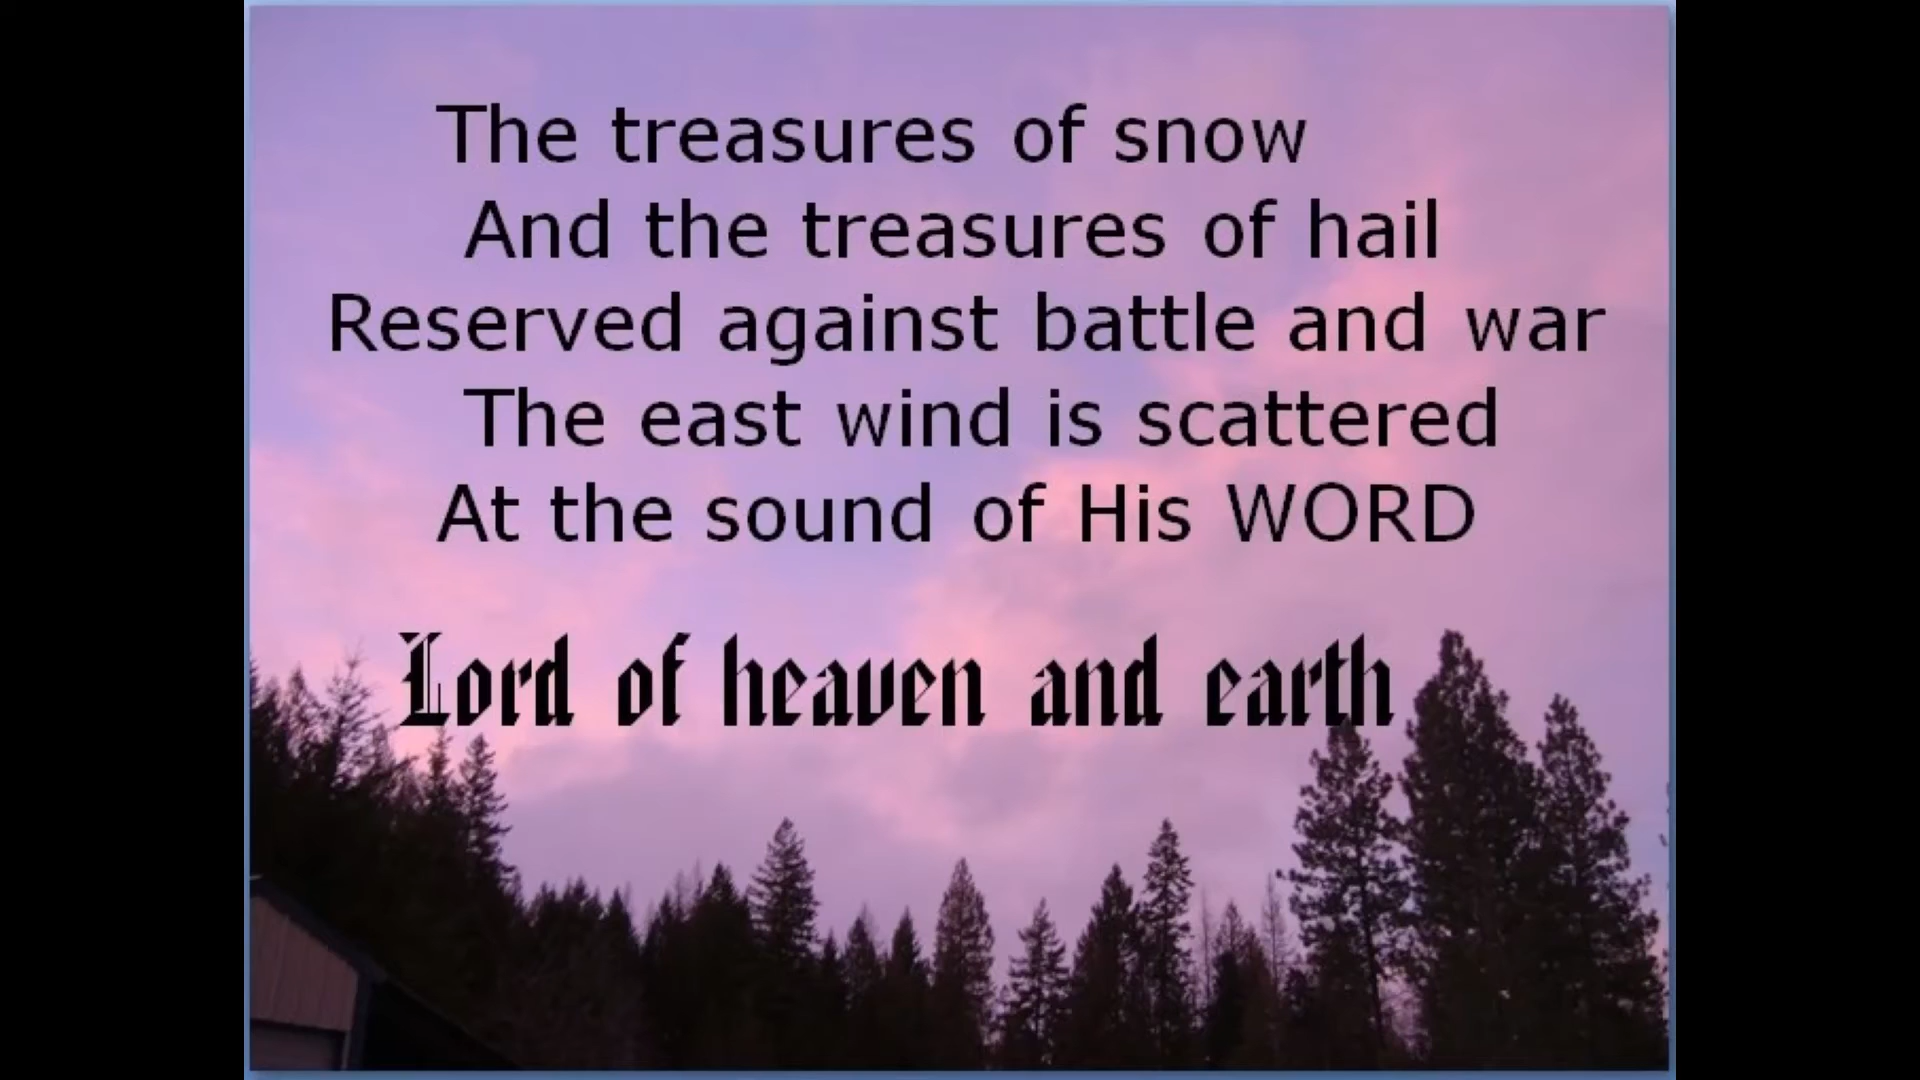 The treasures of snow
And the treasures of hail
Reserved against battle and war
The east wind is scattered
At the sound of His WORD
Lord of heaven and earth